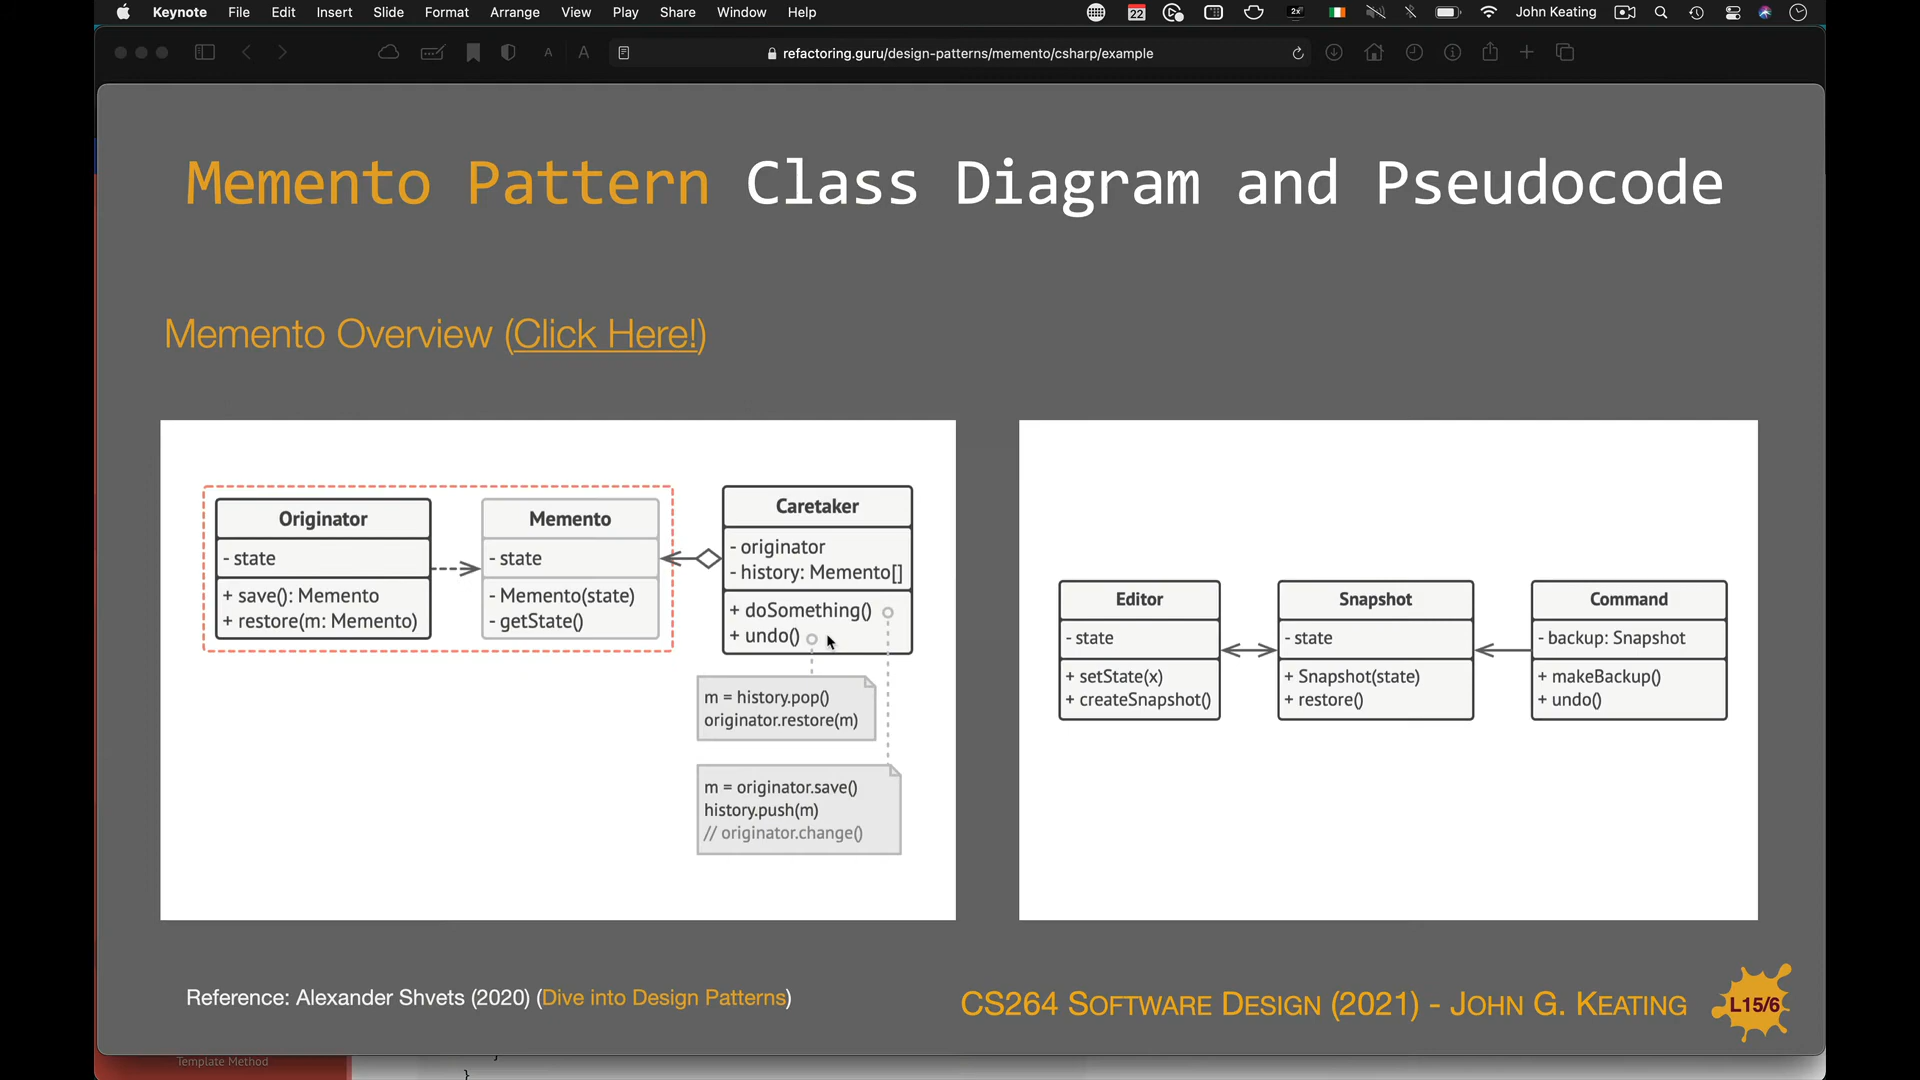 Keynote File Edit Insert Slide Format Arrange View Play Share Window Help 22 2x John Keating
A A refactoring.guru/design-patterns/memento/csharp/example
Memento Pattern Class Diagram and Pseudocode
Memento Overview (Click Here!)
Originator
- state
+ save(): Memento
+ restore(m: Memento)
Memento
- state
- Memento(state)
- getState()
Caretaker
- originator
- history: Memento[]
+ doSomething()
+ undo()
m = history.pop()
originator.restore(m)
m = originator.save()
history.push(m)
// originator.change()
Editor
- state
+ setState(x)
+ createSnapshot()
Snapshot
- state
+ Snapshot(state)
+ restore()
Command
- backup: Snapshot
+ makeBackup()
+ undo()
Reference: Alexander Shvets (2020) (Dive into Design Patterns)
CS264 Software Design (2021) - John G. Keating
L15/6
Template Method
}